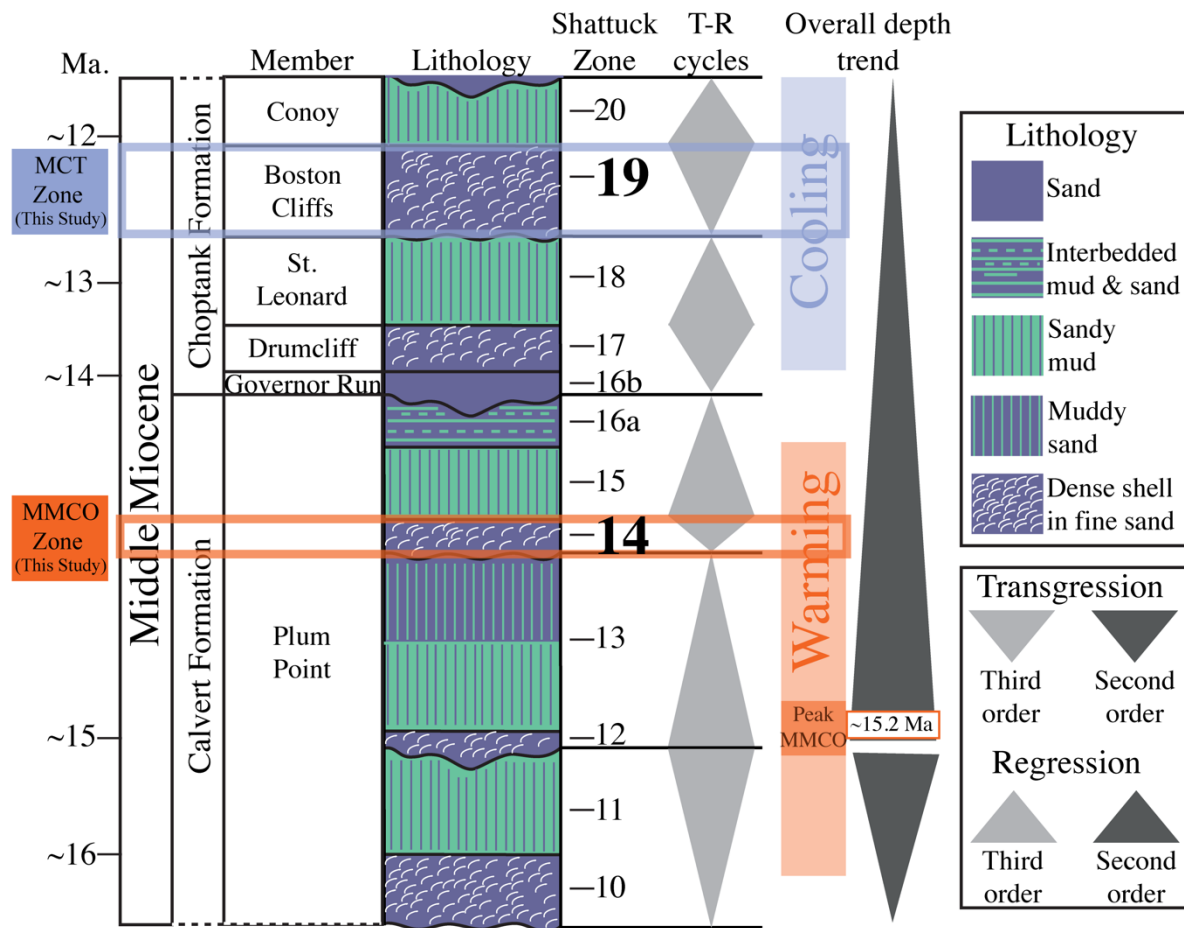 Ma.
Member
Lithology
Shattuck
Zone
T-R
cycles
Overall depth
trend
~12
~13
~14
~15
~16
MCT
Zone
(This Study)
MMCO
Zone
(This Study)
Middle Miocene
Choptank Formation
Calvert Formation
Conoy
Boston
Cliffs
St.
Leonard
Drumcliff
Governor Run
Plum
Point
20
19
18
17
16b
16a
15
14
13
12
11
10
Cooling
Warming
Peak
MMCO
~15.2 Ma
Lithology
Sand
Interbedded
mud & sand
Sandy
mud
Muddy
sand
Dense shell
in fine sand
Transgression
Third
order
Second
order
Regression
Third
order
Second
order